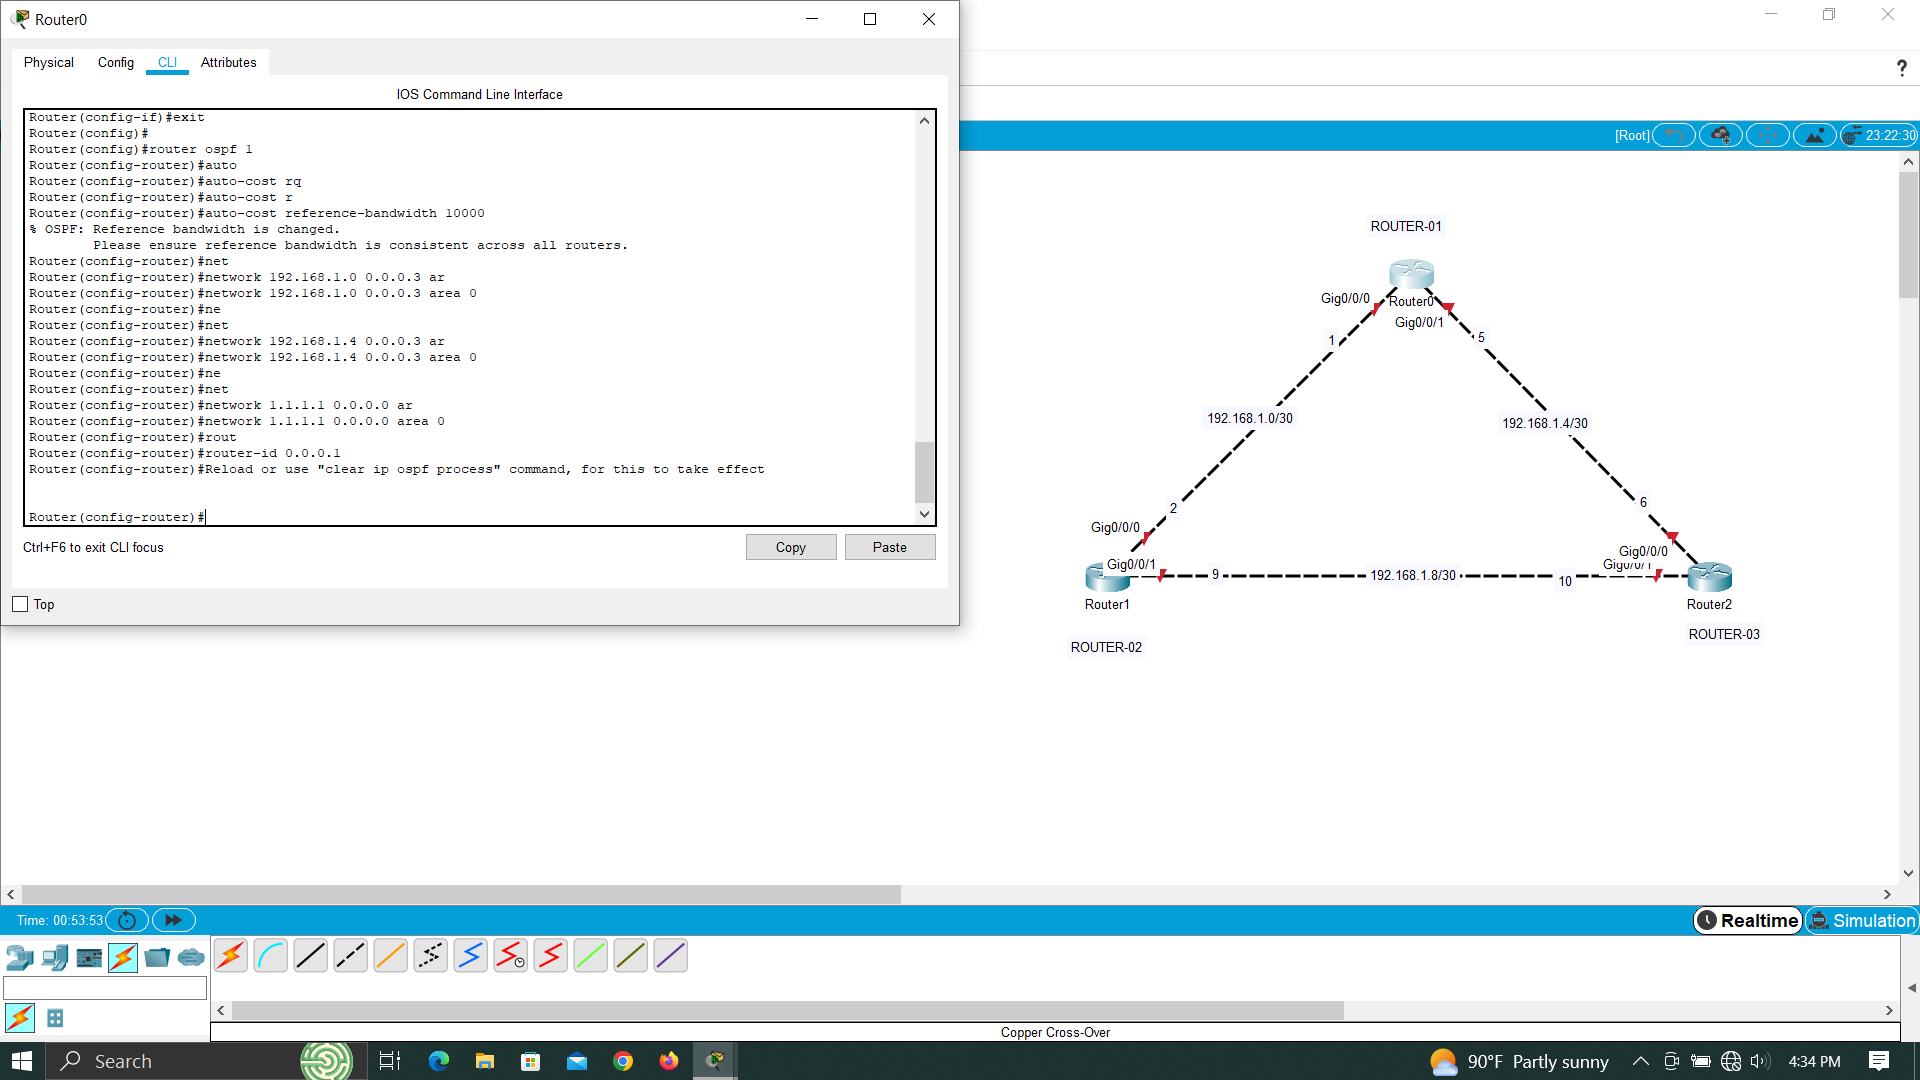 Router0
Physical
Config
CLI
Attributes
IOS Command Line Interface
Router(config-if)#exit
Router(config)#
Router(config)#router ospf 1
Router(config-router)#auto
Router(config-router)#auto-cost rq
Router(config-router)#auto-cost r
Router(config-router)#auto-cost reference-bandwidth 10000
% OSPF: Reference bandwidth is changed.
Please ensure reference bandwidth is consistent across all routers.
Router(config-router)#net
Router(config-router)#network 192.168.1.0 0.0.0.3 ar
Router(config-router)#network 192.168.1.0 0.0.0.3 area 0
Router(config-router)#ne
Router(config-router)#net
Router(config-router)#network 192.168.1.4 0.0.0.3 ar
Router(config-router)#network 192.168.1.4 0.0.0.3 area 0
Router(config-router)#ne
Router(config-router)#net
Router(config-router)#network 1.1.1.1 0.0.0.0 ar
Router(config-router)#network 1.1.1.1 0.0.0.0 area 0
Router(config-router)#rout
Router(config-router)#router-id 0.0.0.1
Router(config-router)#Reload or use "clear ip ospf process" command, for this to take effect
Router(config-router)#
Ctrl+F6 to exit CLI focus
Copy
Paste
Top
?
[Root]
23:22:30
ROUTER-01
Gig0/0/0
Router0
Gig0/0/1
1
5
192.168.1.0/30
192.168.1.4/30
2
6
Gig0/0/0
Gig0/0/0
Gig0/0/1
Gig0/0/1
9
192.168.1.8/30
10
Router1
Router2
ROUTER-03
ROUTER-02
Time: 00:53:53
Realtime
Simulation
Copper Cross-Over
Search
90°F Partly sunny
4:34 PM